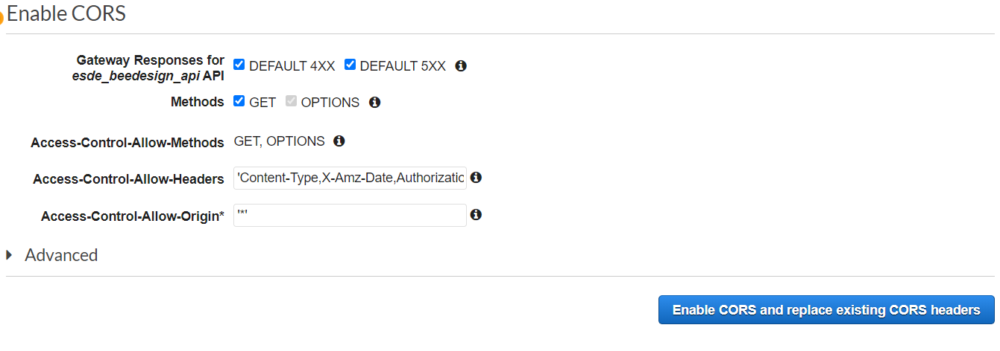 Enable CORS
Gateway Responses for DEFAULT 4XX DEFAULT 5XX
esde_beedesign_api API
Methods GET OPTIONS
Access-Control-Allow-Methods GET, OPTIONS
Access-Control-Allow-Headers 'Content-Type,X-Amz-Date,Authorizatic
Access-Control-Allow-Origin* '*'
Advanced
Enable CORS and replace existing CORS headers